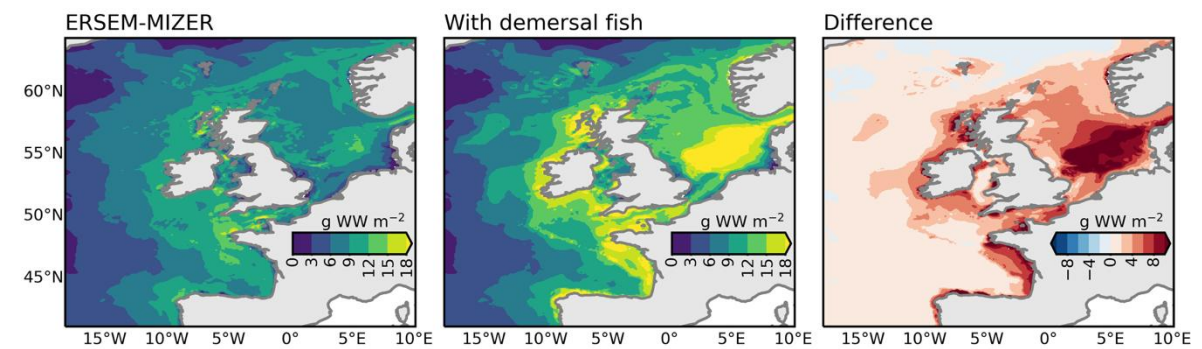 ERSEM-MIZER With demersal fish Difference
60°N
55°N
50°N
45°N
g WW m⁻² g WW m⁻² g WW m⁻²
0 3 6 9 12 15 18 0 3 6 9 12 15 18 −8 −4 0 4 8
15°W 10°W 5°W 0° 5°E 10°E 15°W 10°W 5°W 0° 5°E 10°E 15°W 10°W 5°W 0° 5°E 10°E